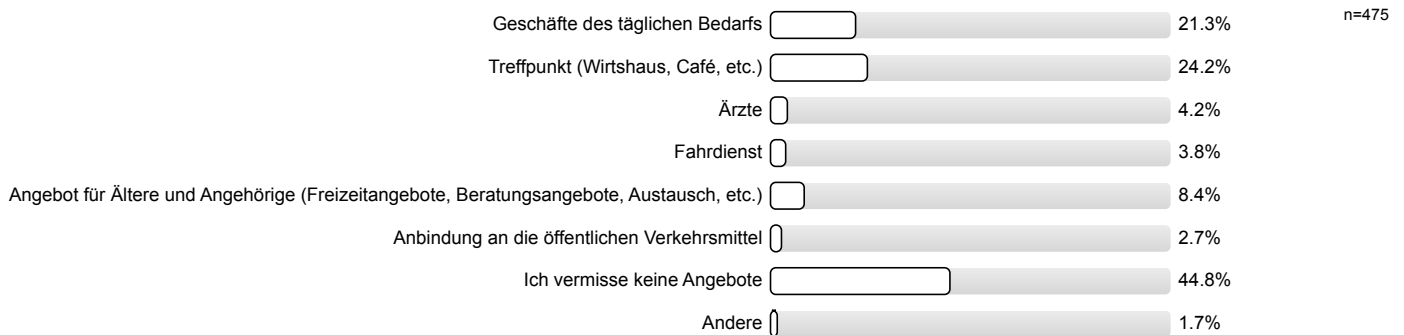 Geschäfte des täglichen Bedarfs 21.3% n=475
Treffpunkt (Wirtshaus, Café, etc.) 24.2%
Ärzte 4.2%
Fahrdienst 3.8%
Angebot für Ältere und Angehörige (Freizeitangebote, Beratungsangebote, Austausch, etc.) 8.4%
Anbindung an die öffentlichen Verkehrsmittel 2.7%
Ich vermisse keine Angebote 44.8%
Andere 1.7%